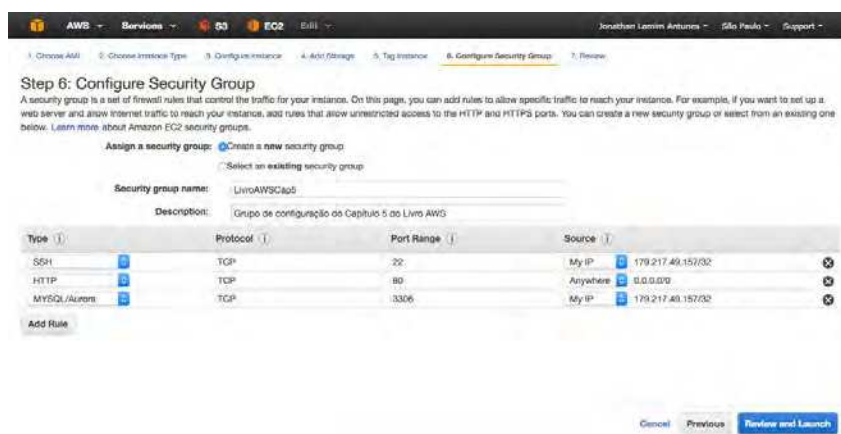 AWS Services S3 EC2 Edit Jonathan Lamim Antunes São Paulo Support
1. Choose AMI 2. Choose Instance Type 3. Configure Instance 4. Add Storage 5. Tag Instance 6. Configure Security Group 7. Review
Step 6: Configure Security Group
A security group is a set of firewall rules that control the traffic for your instance. On this page, you can add rules to allow specific traffic to reach your instance. For example, if you want to set up a
web server and allow Internet traffic to reach your instance, add rules that allow unrestricted access to the HTTP and HTTPS ports. You can create a new security group or select from an existing one
below. Learn more about Amazon EC2 security groups.
Assign a security group: Create a new security group
Select an existing security group
Security group name: LivroAWSCap5
Description: Grupo de configuração do Capítulo 5 do Livro AWS
Type Protocol Port Range Source
SSH TCP 22 My IP 179.217.49.157/32
HTTP TCP 80 Anywhere 0.0.0.0/0
MYSQL/Aurora TCP 3306 My IP 179.217.49.157/32
Add Rule
Cancel Previous Review and Launch